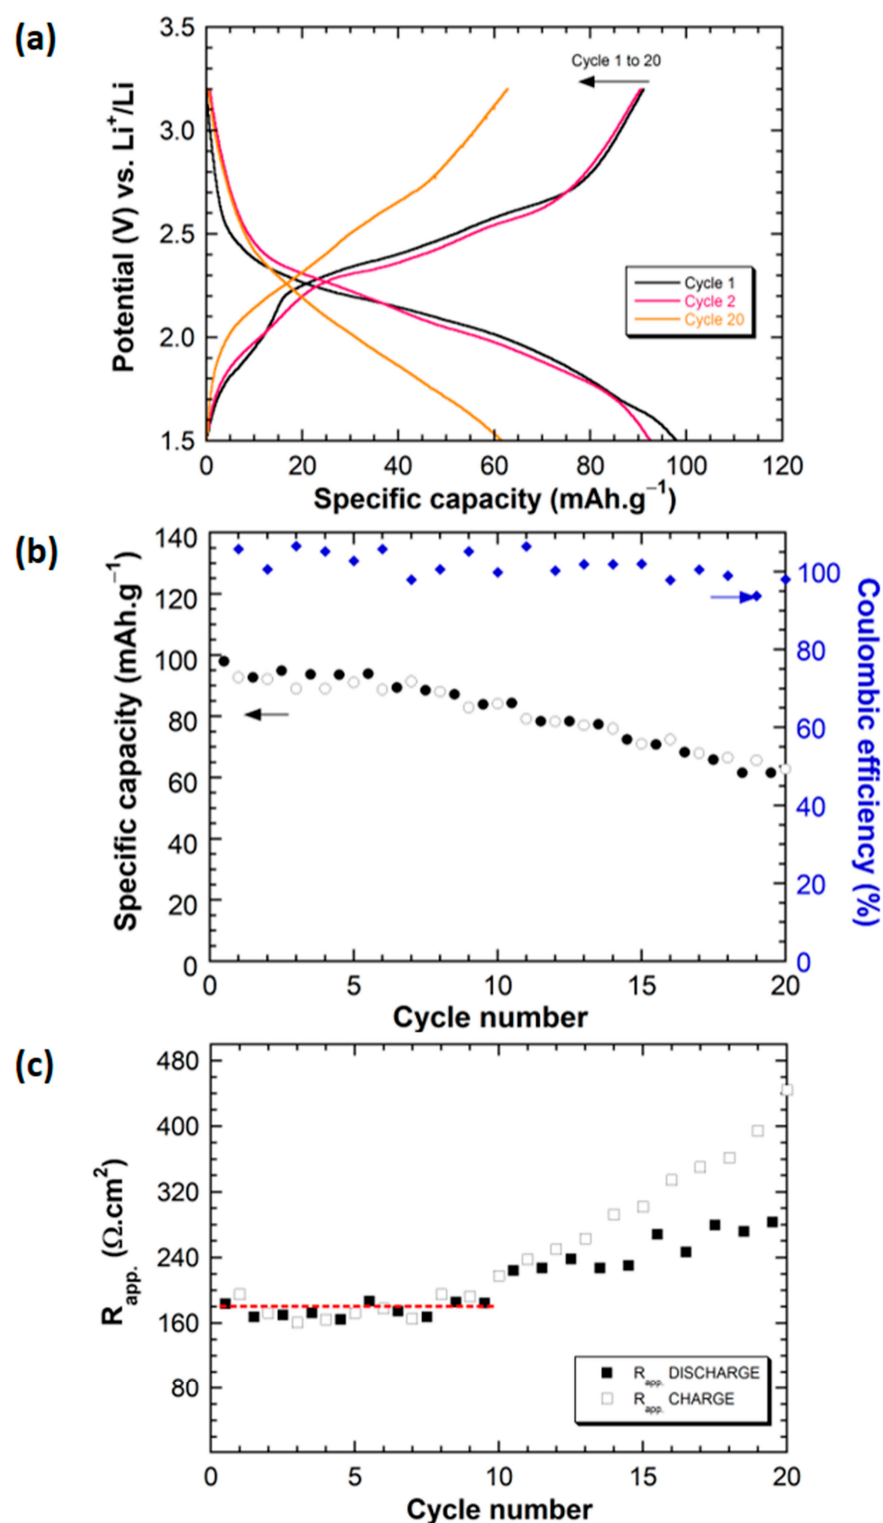 (a)
3.5
3.0
2.5
2.0
1.5
Potential (V) vs. Li⁺/Li
Cycle 1 to 20
Cycle 1
Cycle 2
Cycle 20
0 20 40 60 80 100 120
Specific capacity (mAh.g⁻¹)
(b)
140
120
100
80
60
40
20
0
Specific capacity (mAh.g⁻¹)
100
80
60
40
20
0
Coulombic efficiency (%)
0 5 10 15 20
Cycle number
(c)
480
400
320
240
160
80
R_app. (Ω.cm²)
R_app. DISCHARGE
R_app. CHARGE
0 5 10 15 20
Cycle number